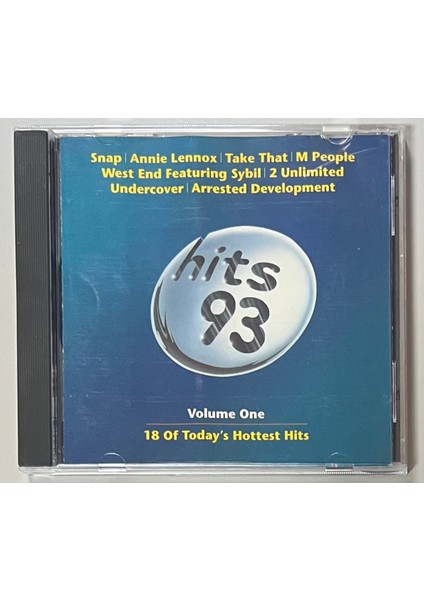 Snap | Annie Lennox | Take That | M People
West End Featuring Sybil | 2 Unlimited
Undercover | Arrested Development
hits
93
Volume One
18 Of Today's Hottest Hits